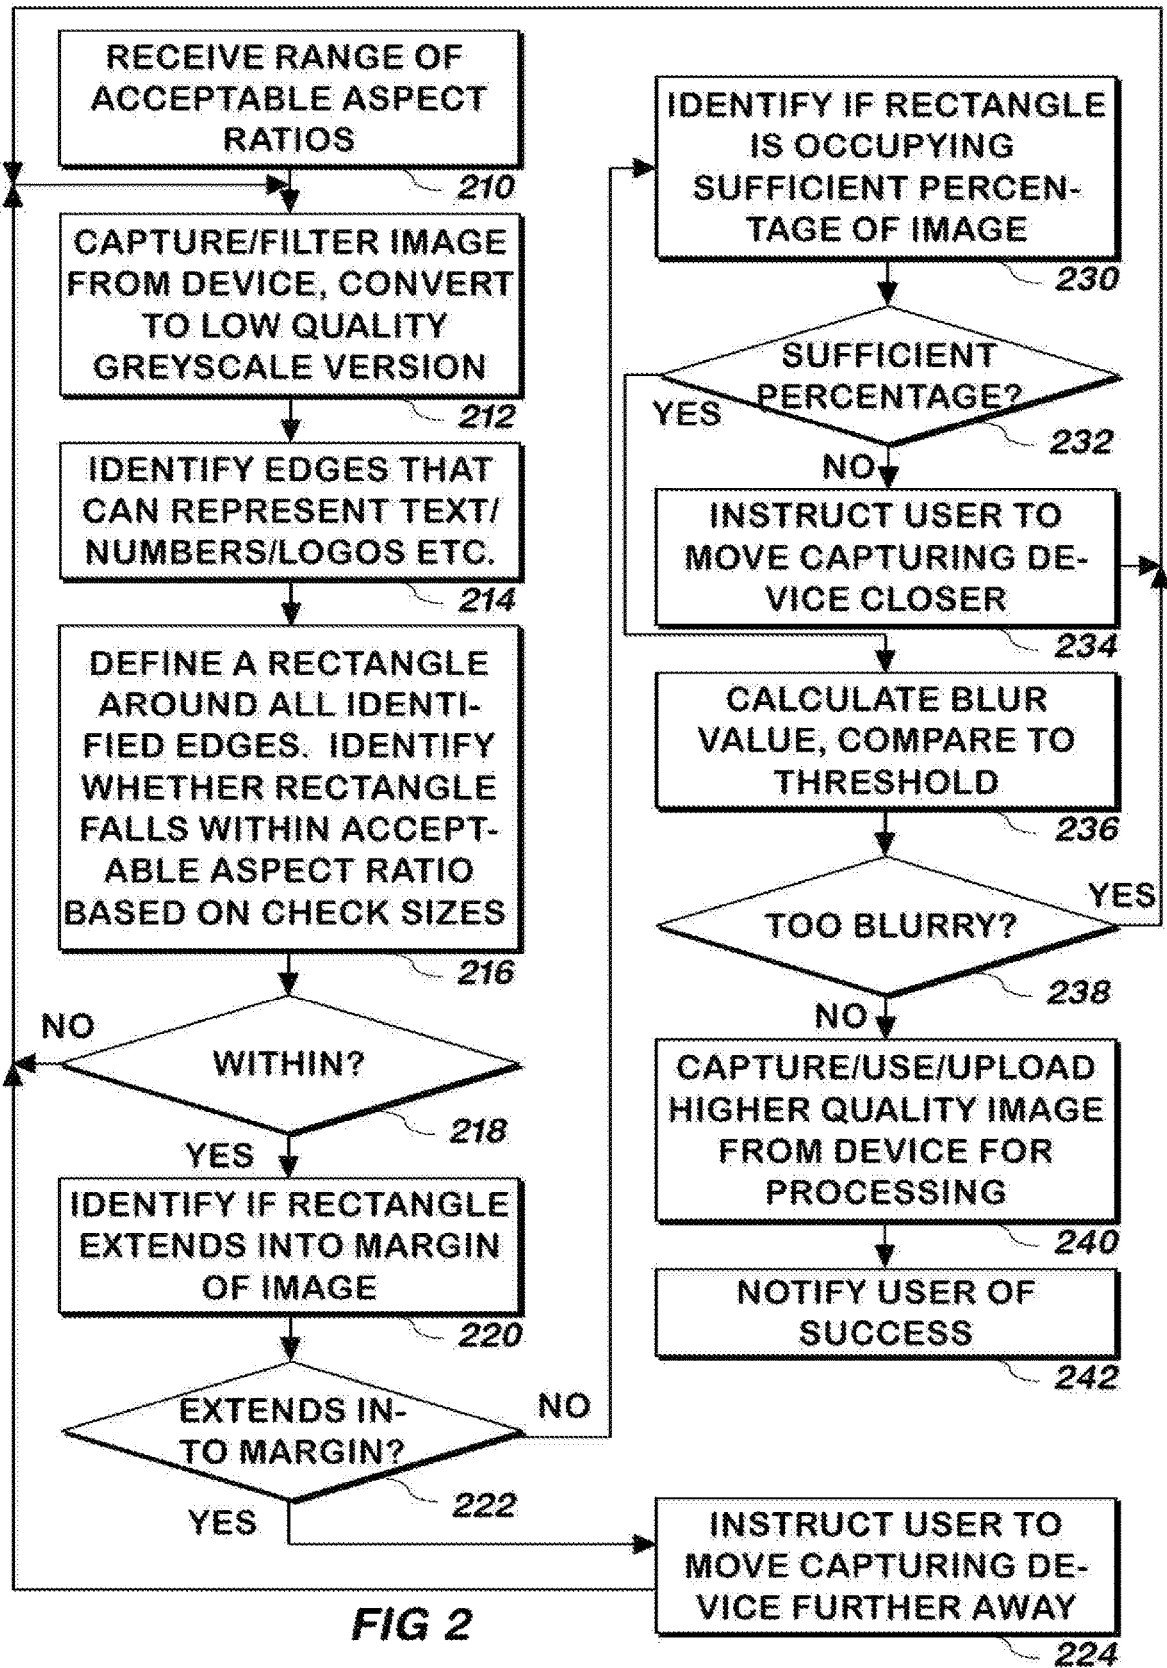 RECEIVE RANGE OF
ACCEPTABLE ASPECT
RATIOS
210
CAPTURE/FILTER IMAGE
FROM DEVICE, CONVERT
TO LOW QUALITY
GREYSCALE VERSION
212
IDENTIFY EDGES THAT
CAN REPRESENT TEXT/
NUMBERS/LOGOS ETC.
214
DEFINE A RECTANGLE
AROUND ALL IDENTI-
FIED EDGES. IDENTIFY
WHETHER RECTANGLE
FALLS WITHIN ACCEPT-
ABLE ASPECT RATIO
BASED ON CHECK SIZES
216
NO
WITHIN?
218
YES
IDENTIFY IF RECTANGLE
EXTENDS INTO MARGIN
OF IMAGE
220
EXTENDS IN-
TO MARGIN?
NO
222
YES
INSTRUCT USER TO
MOVE CAPTURING DE-
VICE FURTHER AWAY
224
IDENTIFY IF RECTANGLE
IS OCCUPYING
SUFFICIENT PERCEN-
TAGE OF IMAGE
230
SUFFICIENT
PERCENTAGE?
YES
232
NO
INSTRUCT USER TO
MOVE CAPTURING DE-
VICE CLOSER
234
CALCULATE BLUR
VALUE, COMPARE TO
THRESHOLD
236
YES
TOO BLURRY?
238
NO
CAPTURE/USE/UPLOAD
HIGHER QUALITY IMAGE
FROM DEVICE FOR
PROCESSING
240
NOTIFY USER OF
SUCCESS
242
FIG 2